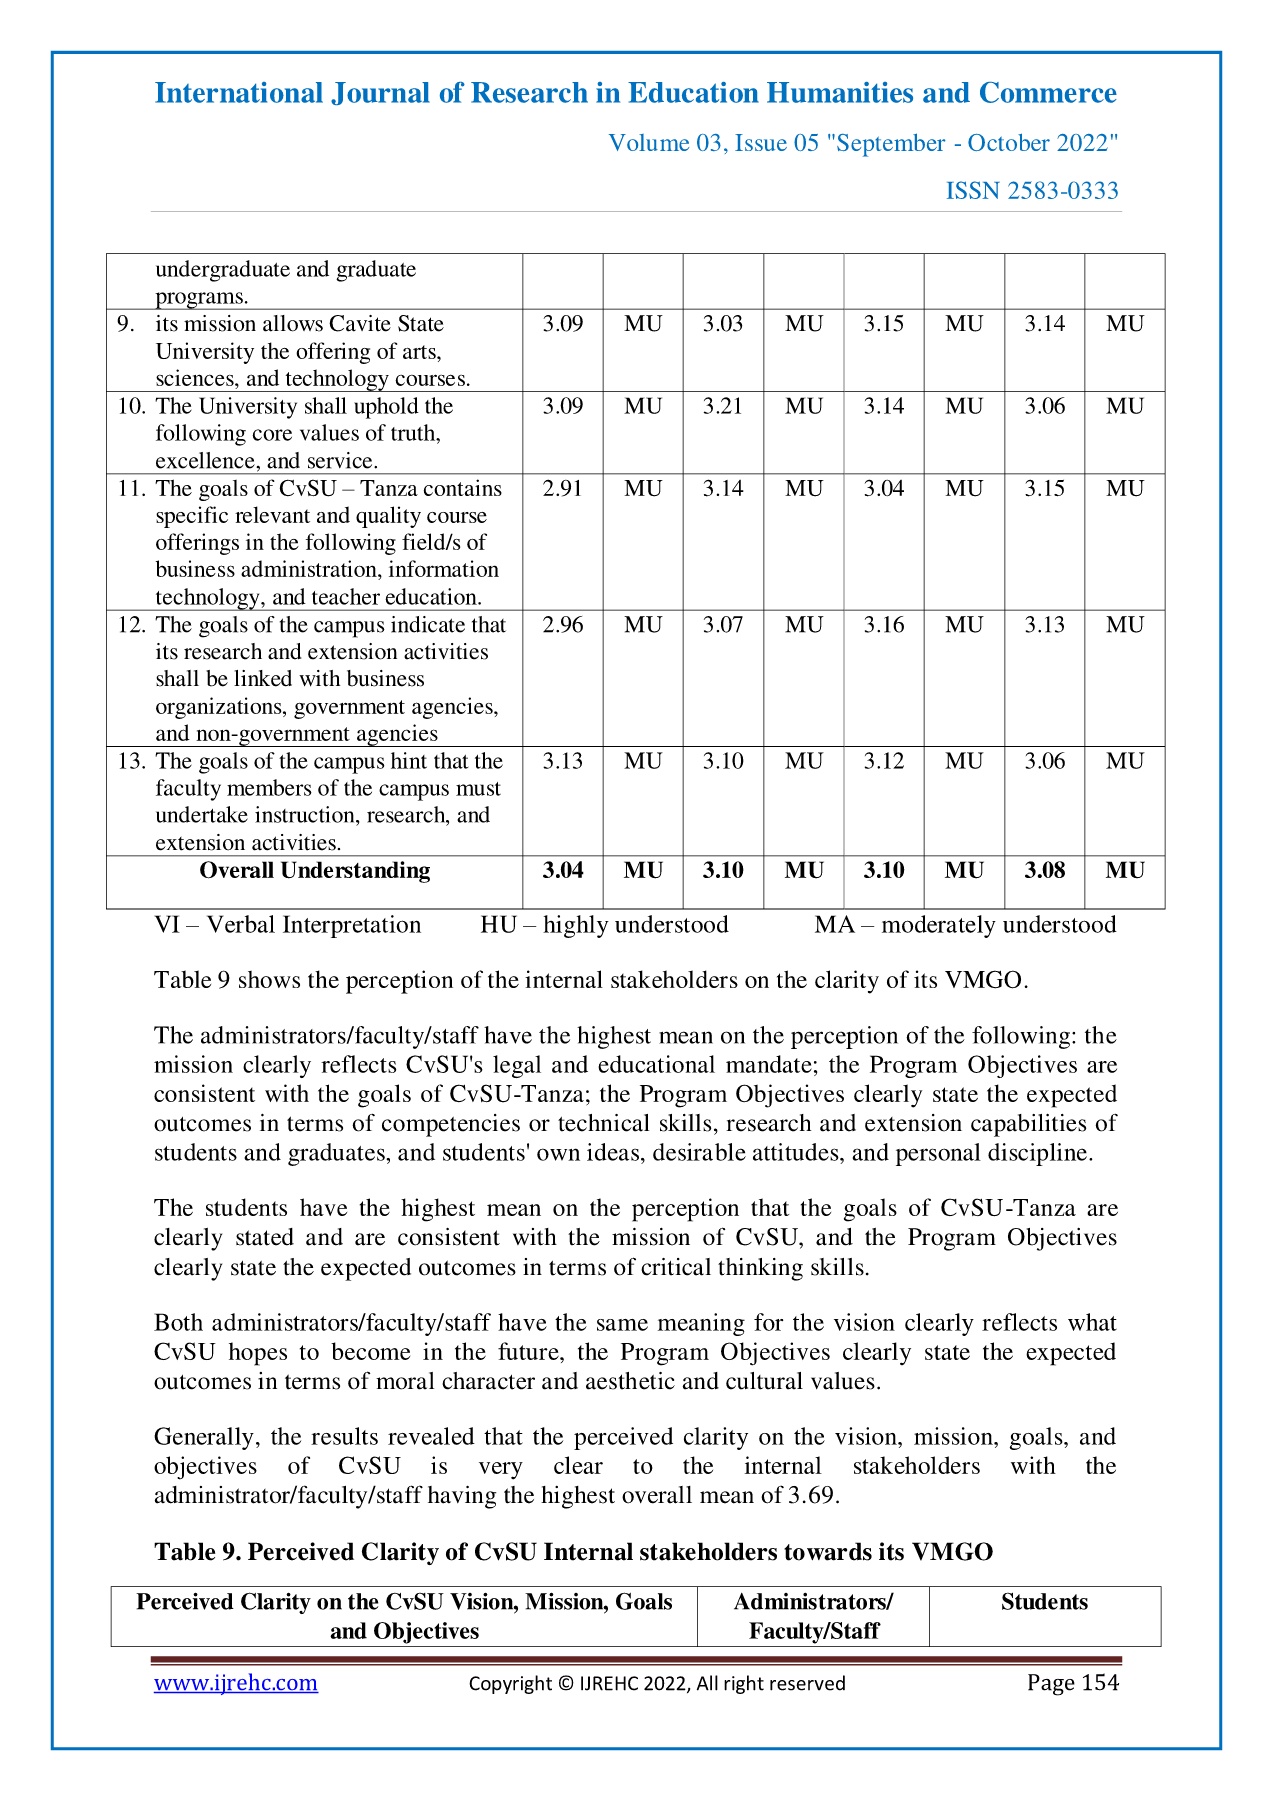 International Journal of Research in Education Humanities and Commerce
Volume 03, Issue 05 "September - October 2022"
ISSN 2583-0333
undergraduate and graduate
programs.
9. its mission allows Cavite State 3.09 MU 3.03 MU 3.15 MU 3.14 MU
University the offering of arts,
sciences, and technology courses.
10. The University shall uphold the 3.09 MU 3.21 MU 3.14 MU 3.06 MU
following core values of truth,
excellence, and service.
11. The goals of CvSU – Tanza contains 2.91 MU 3.14 MU 3.04 MU 3.15 MU
specific relevant and quality course
offerings in the following field/s of
business administration, information
technology, and teacher education.
12. The goals of the campus indicate that 2.96 MU 3.07 MU 3.16 MU 3.13 MU
its research and extension activities
shall be linked with business
organizations, government agencies,
and non-government agencies
13. The goals of the campus hint that the 3.13 MU 3.10 MU 3.12 MU 3.06 MU
faculty members of the campus must
undertake instruction, research, and
extension activities.
Overall Understanding 3.04 MU 3.10 MU 3.10 MU 3.08 MU
VI – Verbal Interpretation HU – highly understood MA – moderately understood
Table 9 shows the perception of the internal stakeholders on the clarity of its VMGO.
The administrators/faculty/staff have the highest mean on the perception of the following: the
mission clearly reflects CvSU's legal and educational mandate; the Program Objectives are
consistent with the goals of CvSU-Tanza; the Program Objectives clearly state the expected
outcomes in terms of competencies or technical skills, research and extension capabilities of
students and graduates, and students' own ideas, desirable attitudes, and personal discipline.
The students have the highest mean on the perception that the goals of CvSU-Tanza are
clearly stated and are consistent with the mission of CvSU, and the Program Objectives
clearly state the expected outcomes in terms of critical thinking skills.
Both administrators/faculty/staff have the same meaning for the vision clearly reflects what
CvSU hopes to become in the future, the Program Objectives clearly state the expected
outcomes in terms of moral character and aesthetic and cultural values.
Generally, the results revealed that the perceived clarity on the vision, mission, goals, and
objectives of CvSU is very clear to the internal stakeholders with the
administrator/faculty/staff having the highest overall mean of 3.69.
Table 9. Perceived Clarity of CvSU Internal stakeholders towards its VMGO
Perceived Clarity on the CvSU Vision, Mission, Goals Administrators/ Students
and Objectives Faculty/Staff
www.ijrehc.com Copyright © IJREHC 2022, All right reserved Page 154